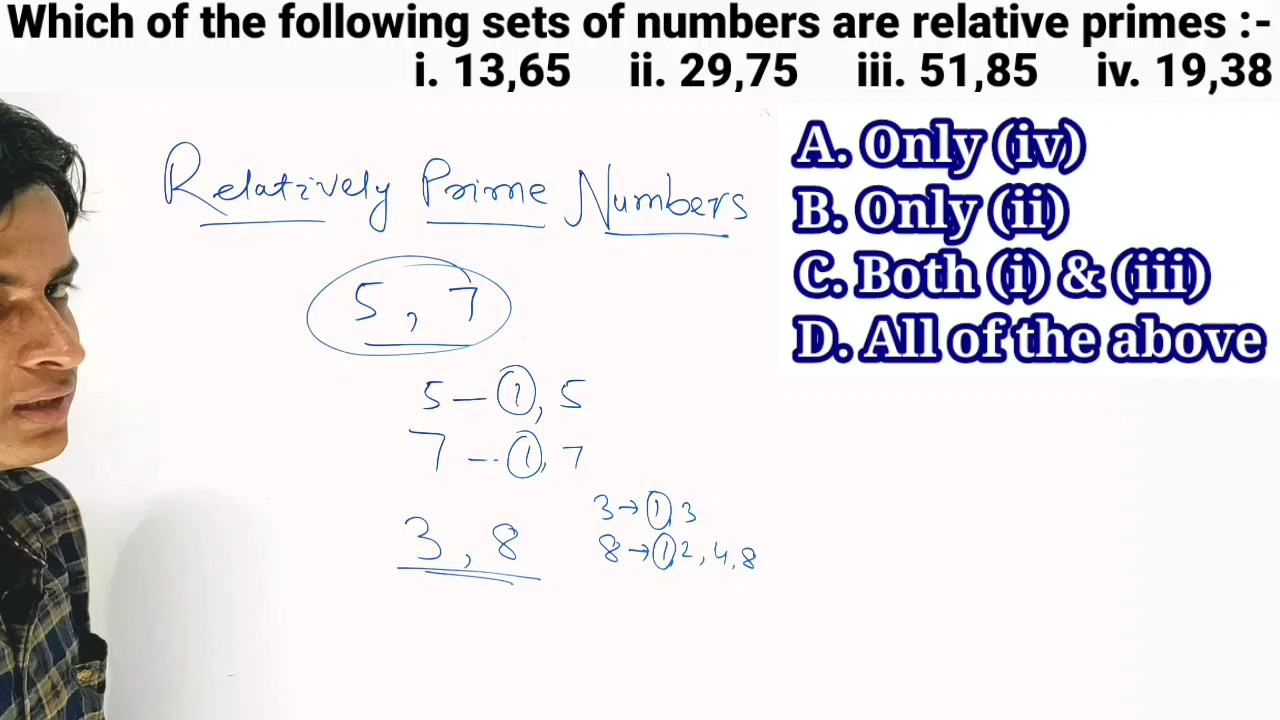 Which of the following sets of numbers are relative primes :-
i. 13,65 ii. 29,75 iii. 51,85 iv. 19,38
A. Only (iv)
B. Only (ii)
C. Both (i) & (iii)
D. All of the above
Relatively Prime Numbers
5, 7
5 — 1, 5
7 — 1, 7
3, 8
3 → 1, 3
8 → 1, 2, 4, 8